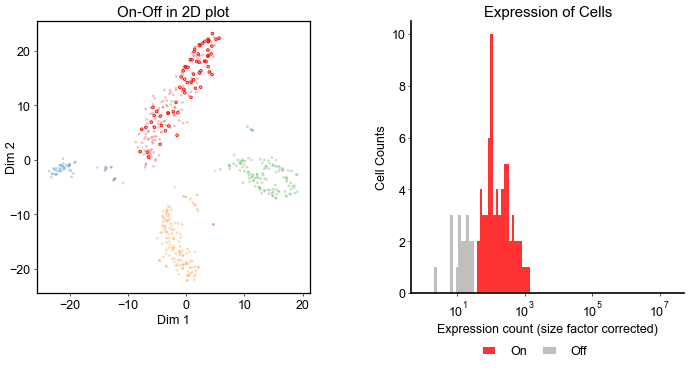 On-Off in 2D plot
Dim 2
20
10
0
−10
−20
−20 −10 0 10 20
Dim 1
Expression of Cells
Cell Counts
10
8
6
4
2
0
10^1 10^3 10^5 10^7
Expression count (size factor corrected)
On Off